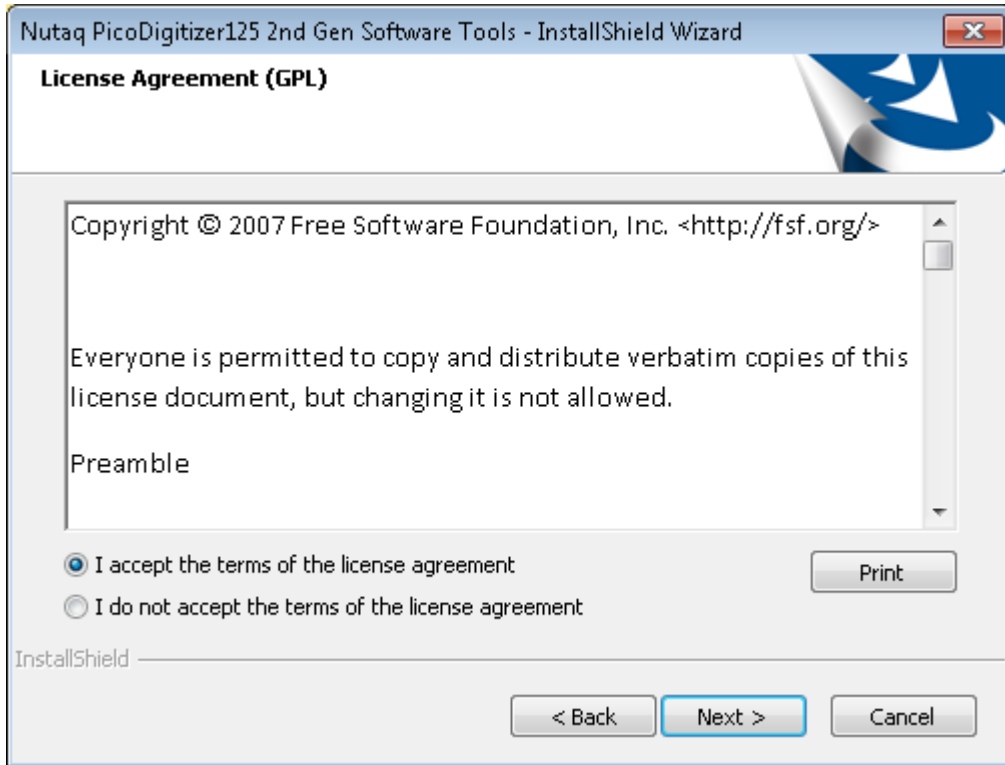 Nutaq PicoDigitizer125 2nd Gen Software Tools - InstallShield Wizard
License Agreement (GPL)
Copyright © 2007 Free Software Foundation, Inc. <http://fsf.org/>
Everyone is permitted to copy and distribute verbatim copies of this
license document, but changing it is not allowed.
Preamble
I accept the terms of the license agreement
Print
I do not accept the terms of the license agreement
InstallShield
< Back
Next >
Cancel